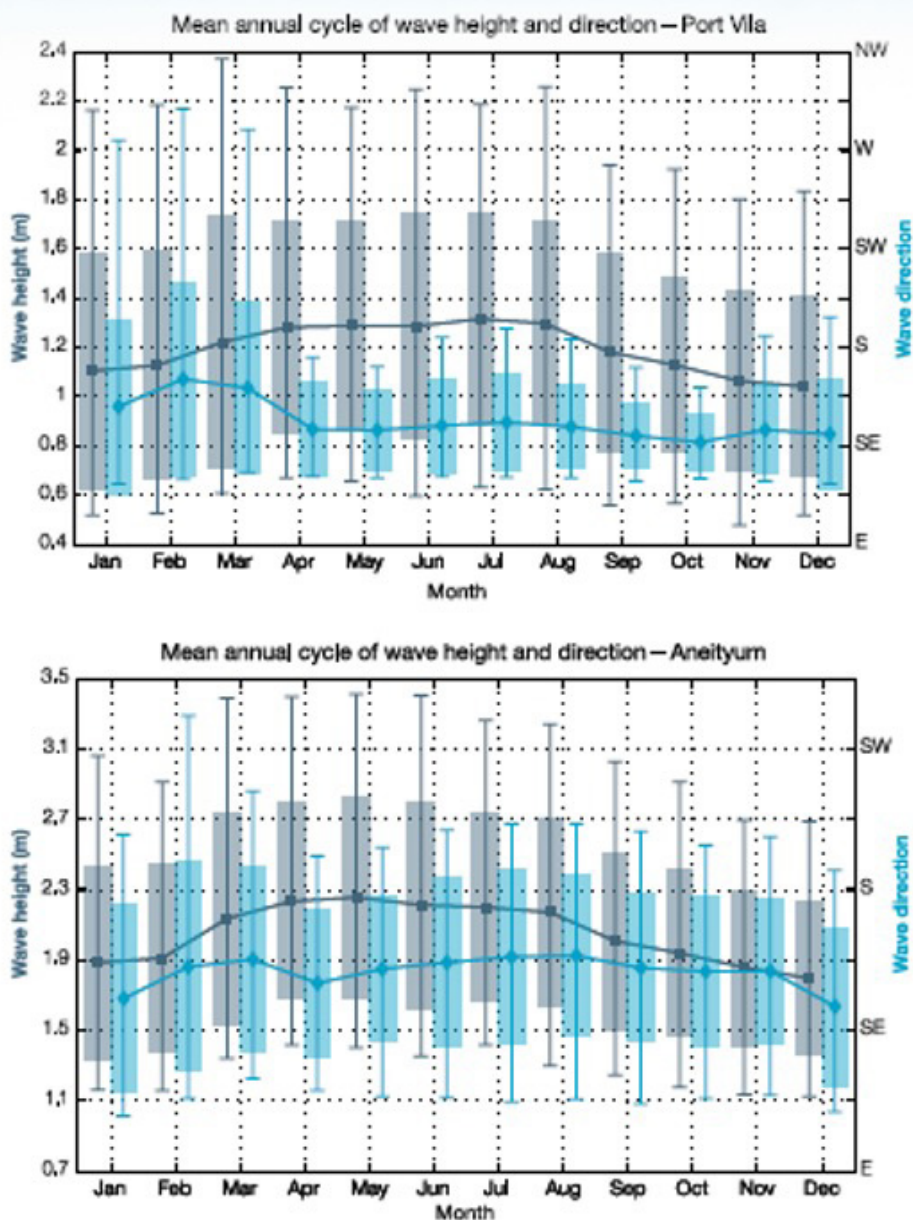 Mean annual cycle of wave height and direction – Port Vila
2.4
2.2
2
1.8
1.6
1.4
1.2
1
0.8
0.6
0.4
Wave height (m)
NW
W
SW
S
SE
E
Wave direction
Jan Feb Mar Apr May Jun Jul Aug Sep Oct Nov Dec
Month
Mean annual cycle of wave height and direction – Aneityum
3.5
3.1
2.7
2.3
1.9
1.5
1.1
0.7
Wave height (m)
SW
S
SE
E
Wave direction
Jan Feb Mar Apr May Jun Jul Aug Sep Oct Nov Dec
Month